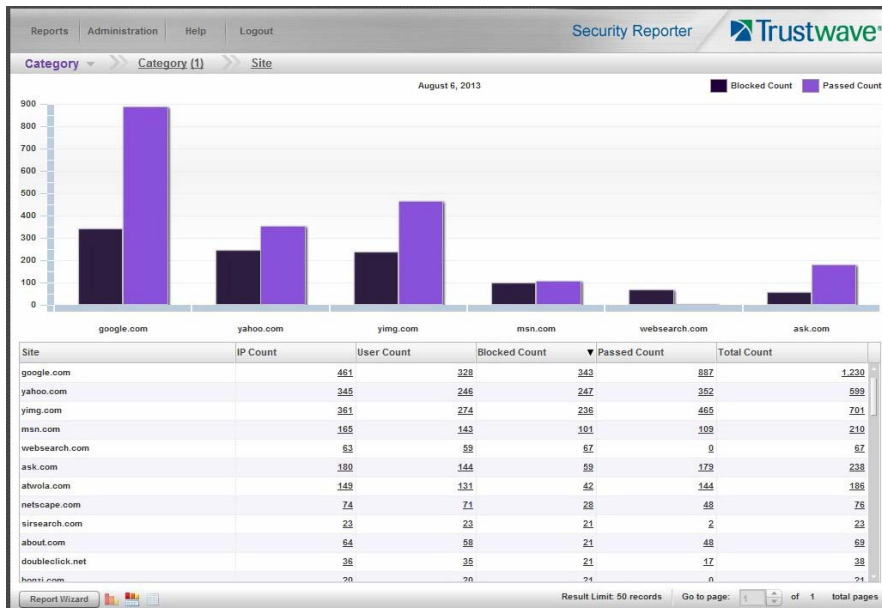 Reports Administration Help Logout
Security Reporter Trustwave®
Category Category (1) Site
August 6, 2013
Blocked Count Passed Count
900
800
700
600
500
400
300
200
100
0
google.com yahoo.com yimg.com msn.com websearch.com ask.com
Site IP Count User Count Blocked Count Passed Count Total Count
google.com 461 328 343 887 1,230
yahoo.com 345 246 247 352 599
yimg.com 361 274 236 465 701
msn.com 165 143 101 109 210
websearch.com 63 59 67 0 67
ask.com 180 144 59 179 238
atwola.com 149 131 42 144 186
netscape.com 74 71 28 48 76
sirsearch.com 23 23 21 2 23
about.com 64 58 21 48 69
doubleclick.net 36 35 21 17 38
20 20 21 0 21
Report Wizard Result Limit: 50 records Go to page: 1 of 1 total pages